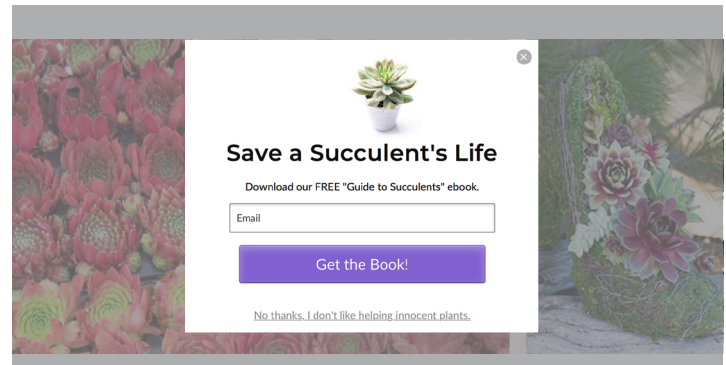 Save a Succulent's Life
Download our FREE "Guide to Succulents" ebook.
Email
Get the Book!
No thanks, I don't like helping innocent plants.